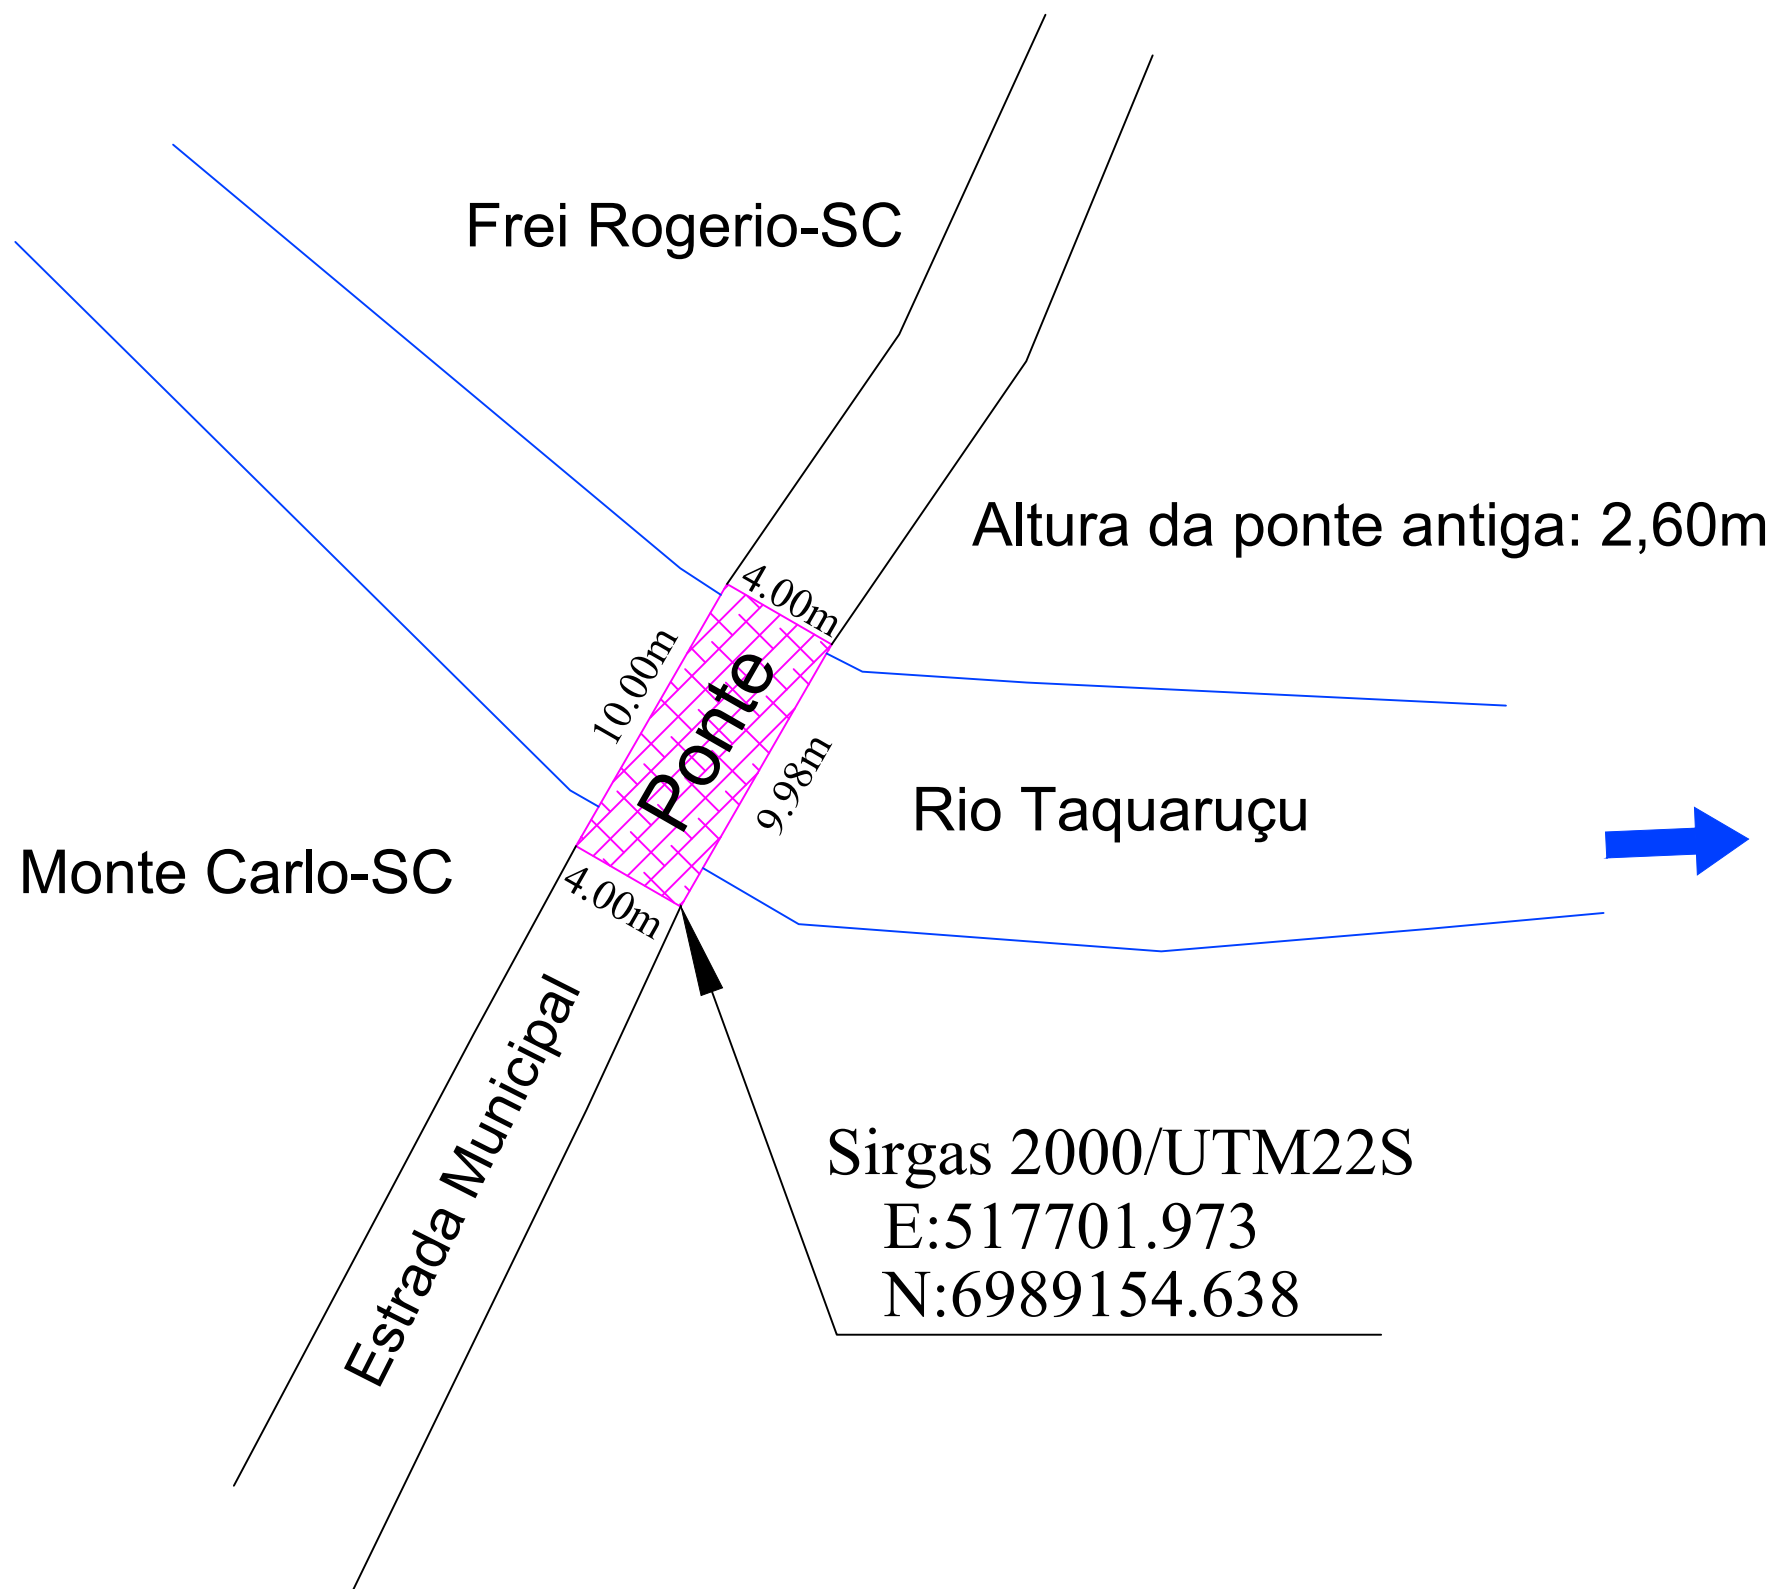 Frei Rogerio-SC
Altura da ponte antiga: 2,60m
4.00m
10.00m
Ponte
9.98m
Rio Taquaruçu
Monte Carlo-SC
4.00m
Estrada Municipal
Sirgas 2000/UTM22S
E:517701.973
N:6989154.638